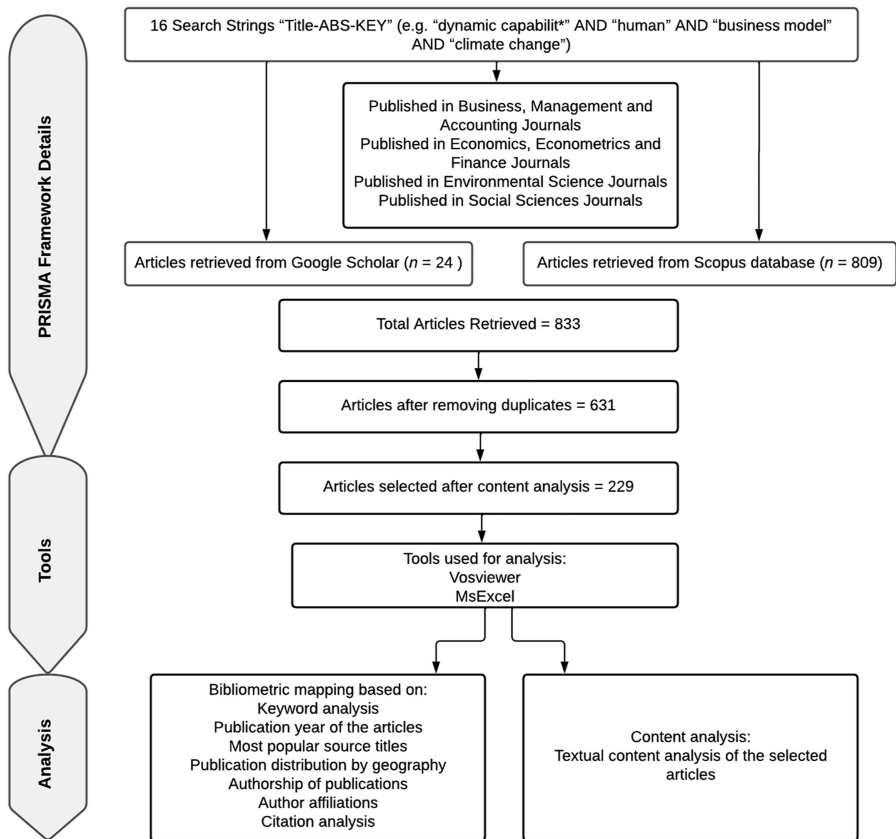 16 Search Strings “Title-ABS-KEY” (e.g. “dynamic capabilit*” AND “human” AND “business model”
AND “climate change”)
PRISMA Framework Details
Published in Business, Management and
Accounting Journals
Published in Economics, Econometrics and
Finance Journals
Published in Environmental Science Journals
Published in Social Sciences Journals
Articles retrieved from Google Scholar (n = 24 )
Articles retrieved from Scopus database (n = 809)
Total Articles Retrieved = 833
Articles after removing duplicates = 631
Articles selected after content analysis = 229
Tools
Tools used for analysis:
Vosviewer
MsExcel
Analysis
Bibliometric mapping based on:
Keyword analysis
Publication year of the articles
Most popular source titles
Publication distribution by geography
Authorship of publications
Author affiliations
Citation analysis
Content analysis:
Textual content analysis of the selected
articles